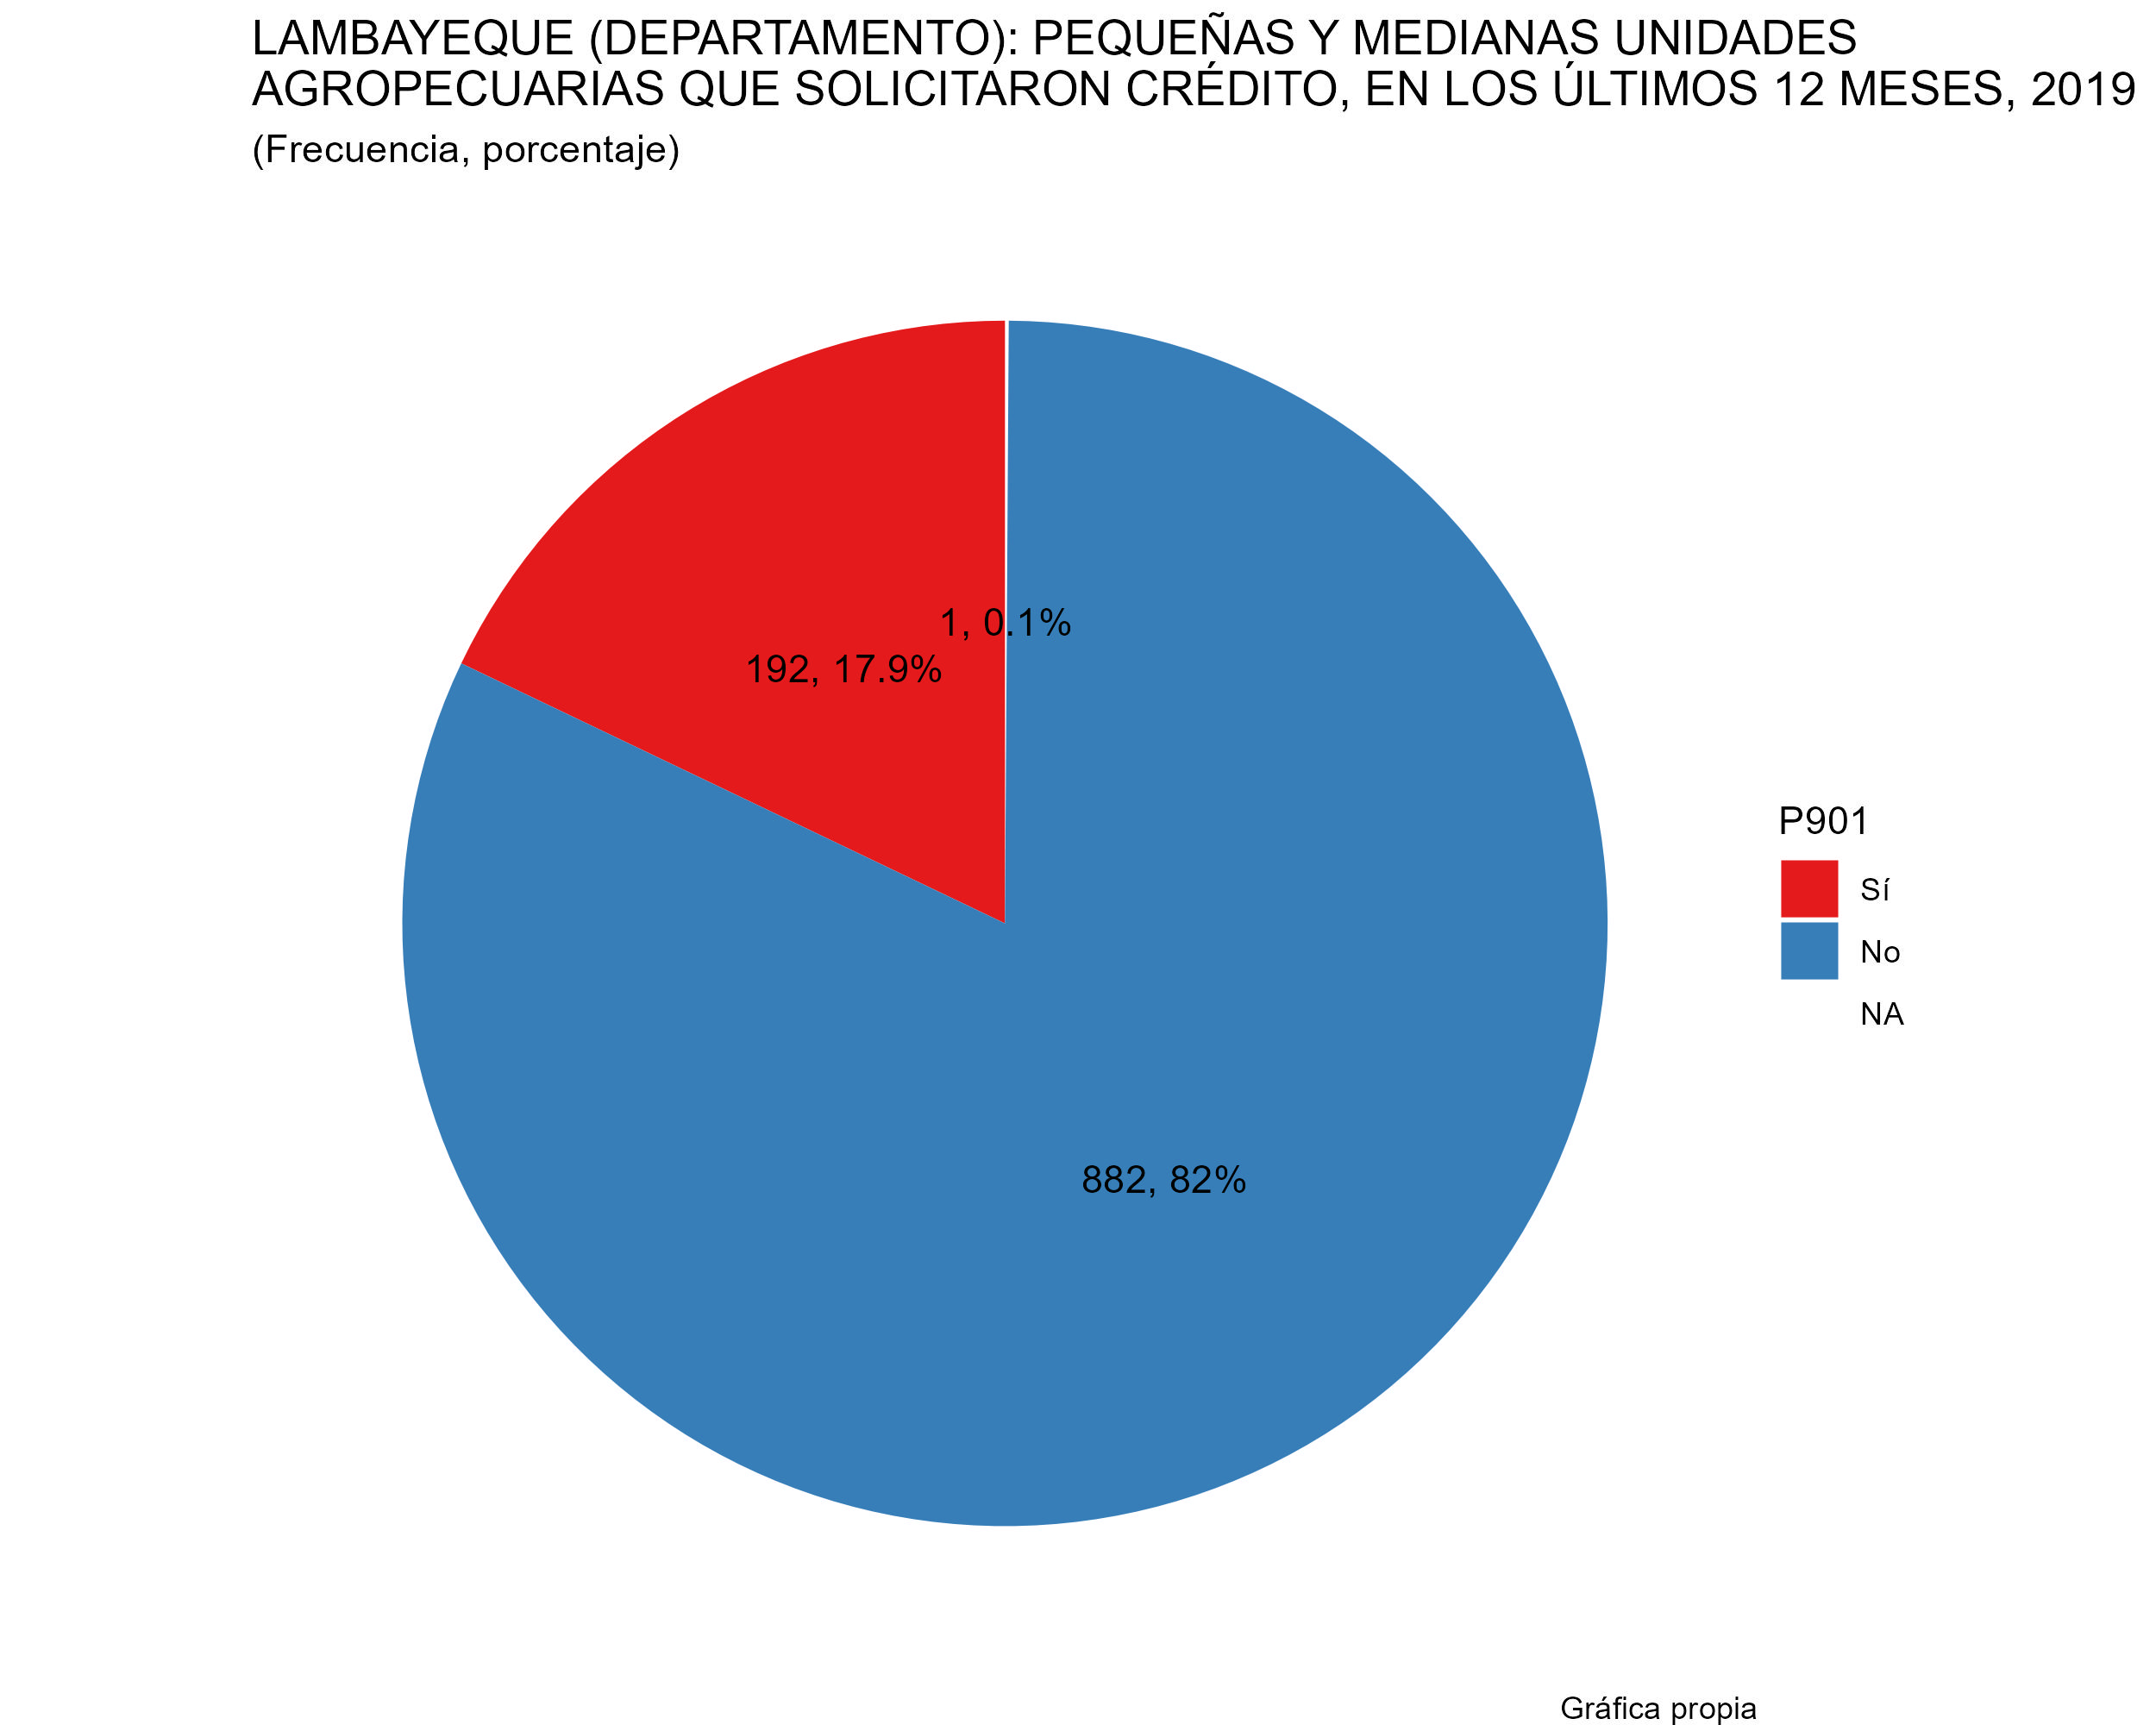 LAMBAYEQUE (DEPARTAMENTO): PEQUEÑAS Y MEDIANAS UNIDADES
AGROPECUARIAS QUE SOLICITARON CRÉDITO, EN LOS ÚLTIMOS 12 MESES, 2019
(Frecuencia, porcentaje)
1, 0.1%
192, 17.9%
882, 82%
P901
Sí
No
NA
Gráfica propia